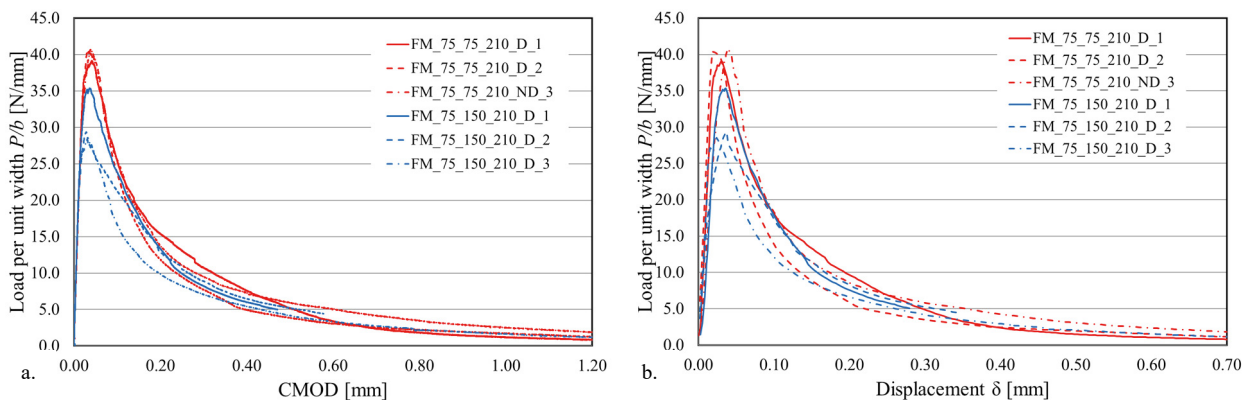 45.0
40.0
35.0
30.0
25.0
20.0
15.0
10.0
5.0
0.0
Load per unit width P/b [N/mm]
FM_75_75_210_D_1
FM_75_75_210_D_2
FM_75_75_210_ND_3
FM_75_150_210_D_1
FM_75_150_210_D_2
FM_75_150_210_D_3
0.00 0.20 0.40 0.60 0.80 1.00 1.20
a.
CMOD [mm]
45.0
40.0
35.0
30.0
25.0
20.0
15.0
10.0
5.0
0.0
Load per unit width P/b [N/mm]
FM_75_75_210_D_1
FM_75_75_210_D_2
FM_75_75_210_ND_3
FM_75_150_210_D_1
FM_75_150_210_D_2
FM_75_150_210_D_3
0.00 0.10 0.20 0.30 0.40 0.50 0.60 0.70
b.
Displacement δ [mm]